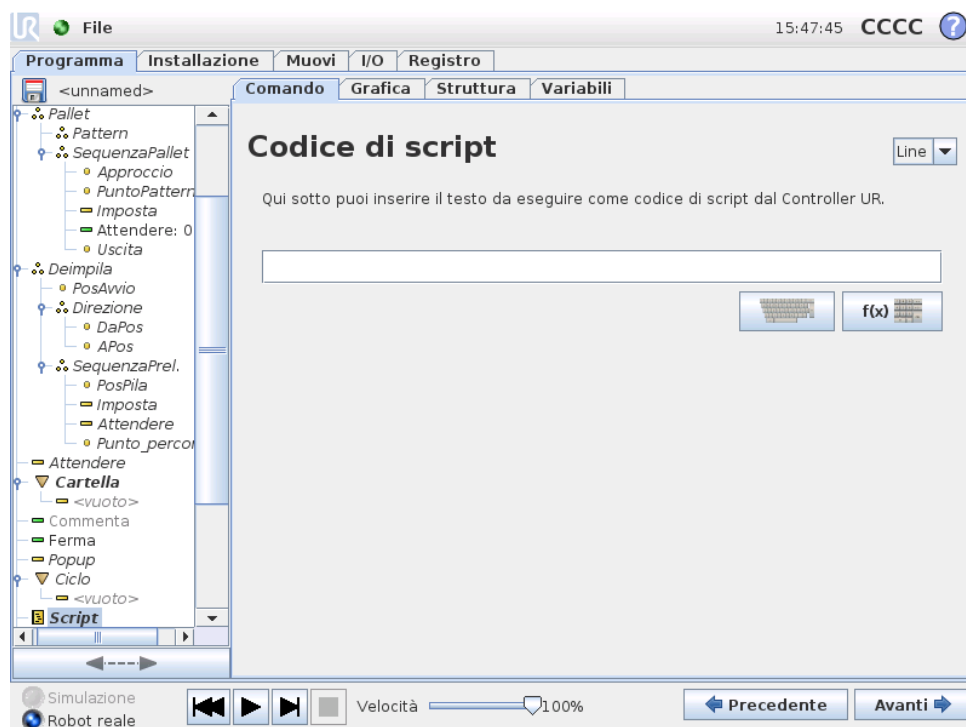 UR File 15:47:45 CCCC ?
Programma Installazione Muovi I/O Registro
<unnamed>
Comando Grafica Struttura Variabili
Pallet
Pattern
SequenzaPallet
Approccio
PuntoPattern
Imposta
Attendere: 0
Uscita
Deimpila
PosAvvio
Direzione
DaPos
APos
SequenzaPrel.
PosPila
Imposta
Attendere
Punto_percor
Attendere
Cartella
<vuoto>
Commenta
Ferma
Popup
Ciclo
<vuoto>
Script
Codice di script
Line
Qui sotto puoi inserire il testo da eseguire come codice di script dal Controller UR.
f(x)
Simulazione
Robot reale
Velocità 100%
Precedente Avanti